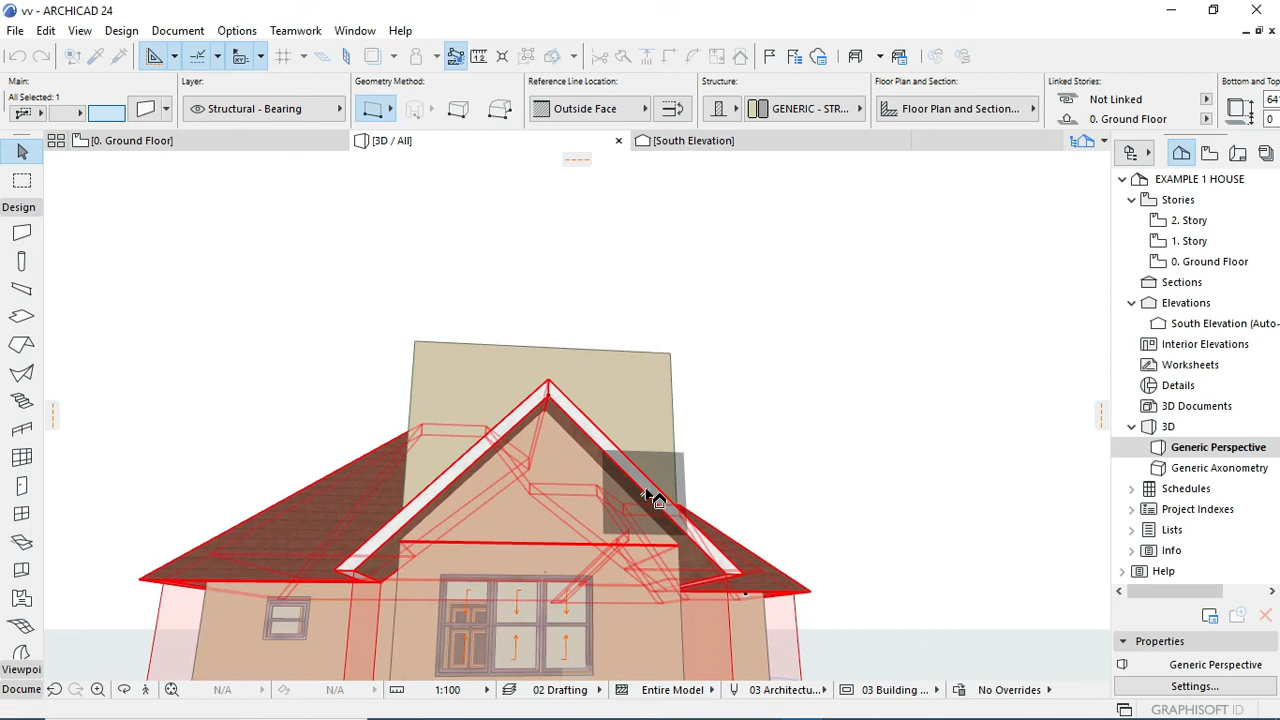 vv - ARCHICAD 24
File Edit View Design Document Options Teamwork Window Help
Main: Layer: Geometry Method: Reference Line Location: Structure: Floor Plan and Section: Linked Stories: Bottom and To
All Selected: 1
Structural - Bearing
Outside Face
GENERIC - STR...
Floor Plan and Section...
Not Linked
0. Ground Floor
64
0
[0. Ground Floor] [3D / All] [South Elevation]
Design
Viewpoi
Docume
EXAMPLE 1 HOUSE
Stories
2. Story
1. Story
0. Ground Floor
Sections
Elevations
South Elevation (Auto-
Interior Elevations
Worksheets
Details
3D Documents
3D
Generic Perspective
Generic Axonometry
Schedules
Project Indexes
Lists
Info
Help
Properties
Generic Perspective
Settings...
N/A N/A 1:100 02 Drafting Entire Model 03 Architectu... 03 Building ... No Overrides
GRAPHISOFT ID